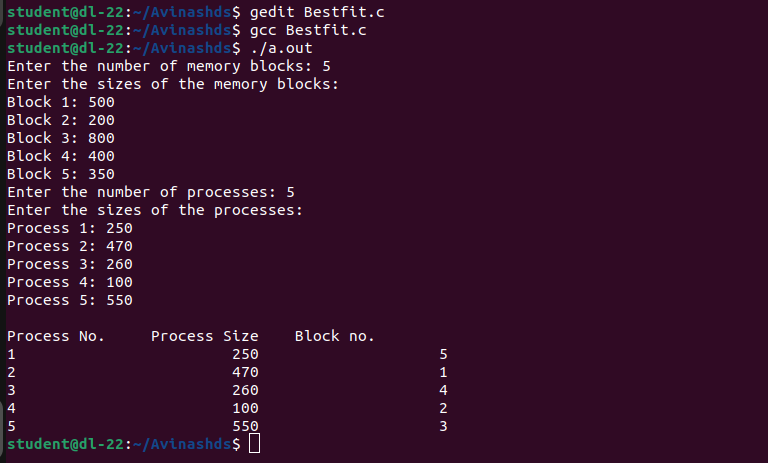 student@dl-22:~/Avinashds$ gedit Bestfit.c
student@dl-22:~/Avinashds$ gcc Bestfit.c
student@dl-22:~/Avinashds$ ./a.out
Enter the number of memory blocks: 5
Enter the sizes of the memory blocks:
Block 1: 500
Block 2: 200
Block 3: 800
Block 4: 400
Block 5: 350
Enter the number of processes: 5
Enter the sizes of the processes:
Process 1: 250
Process 2: 470
Process 3: 260
Process 4: 100
Process 5: 550
Process No. Process Size Block no.
1 250 5
2 470 1
3 260 4
4 100 2
5 550 3
student@dl-22:~/Avinashds$